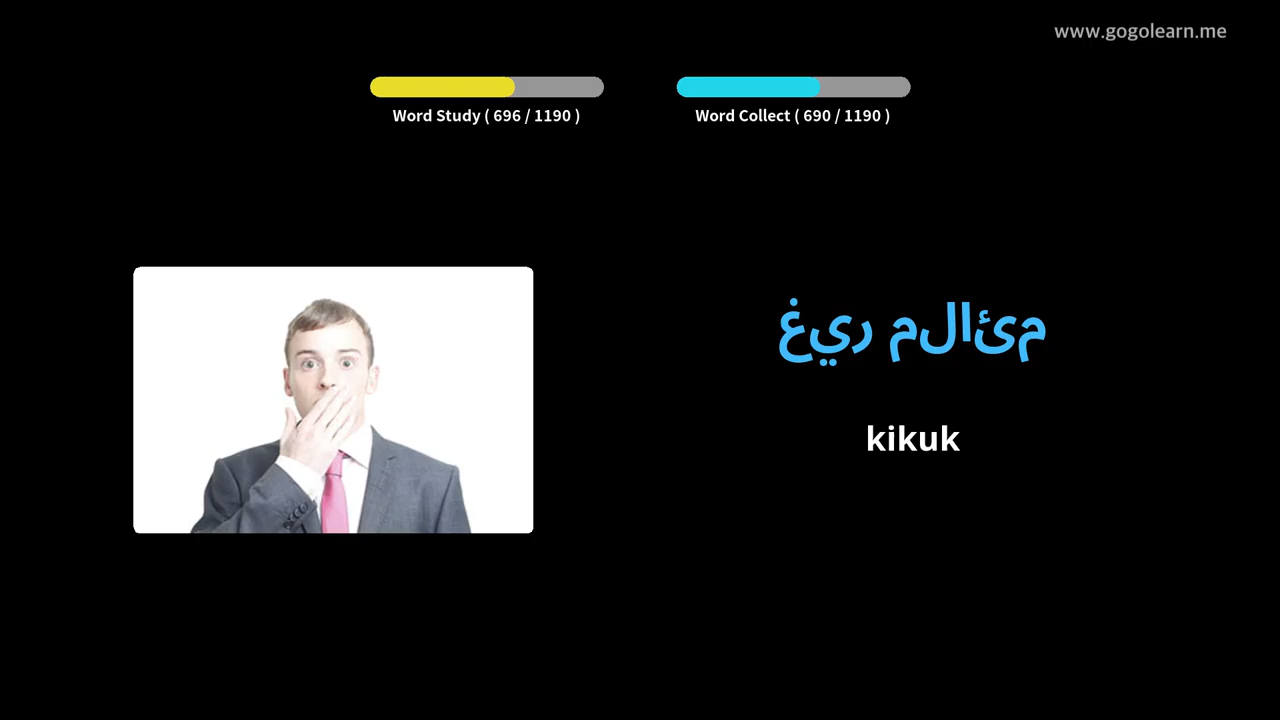 www.gogolearn.me
Word Study ( 696 / 1190 )
Word Collect ( 690 / 1190 )
غير ملائم
kikuk